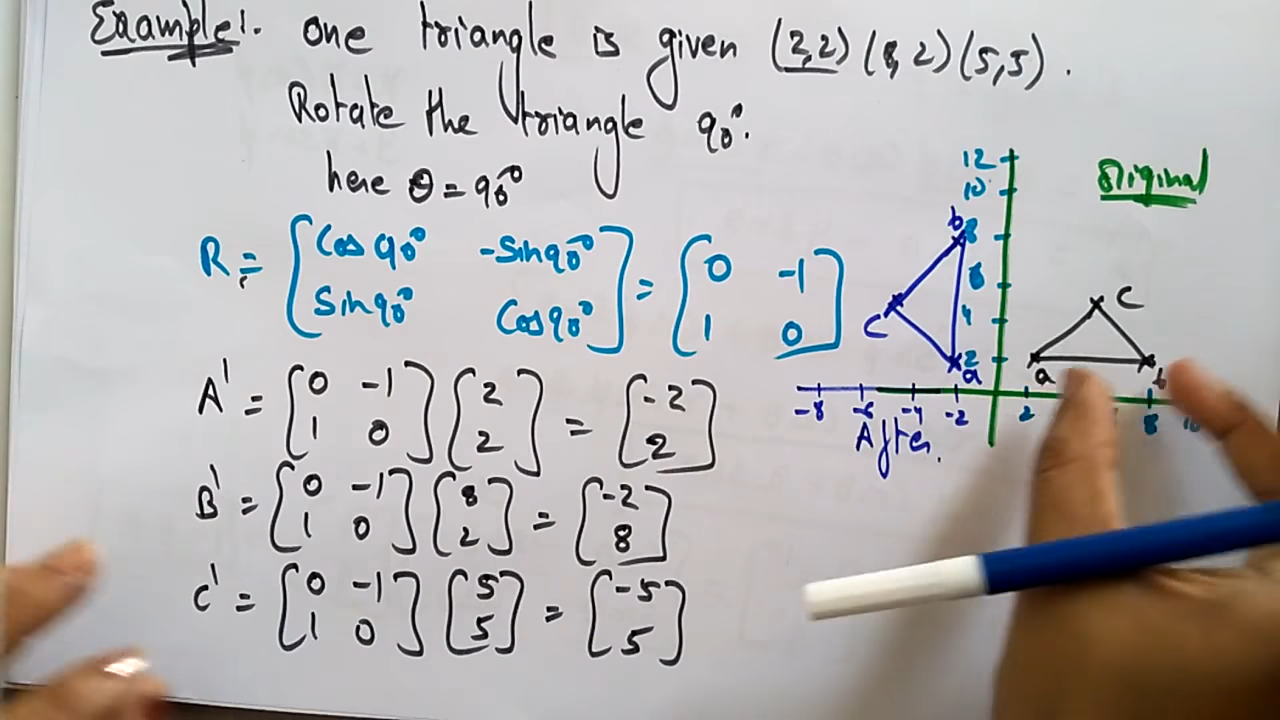 Example:- One triangle is given (2,2) (8,2) (5,5).
Rotate the triangle 90°.
here θ = 90°
R = [cos 90° -sin 90°
sin 90° cos 90°] = [0 -1
1 0]
A' = [0 -1
1 0] [2
2] = [-2
2]
B' = [0 -1
1 0] [8
2] = [-2
8]
C' = [0 -1
1 0] [5
5] = [-5
5]
Original
12
10
8
6
4
2
b
c
a
C
a
b
-8 -6 -4 -2 2 8 10
After.